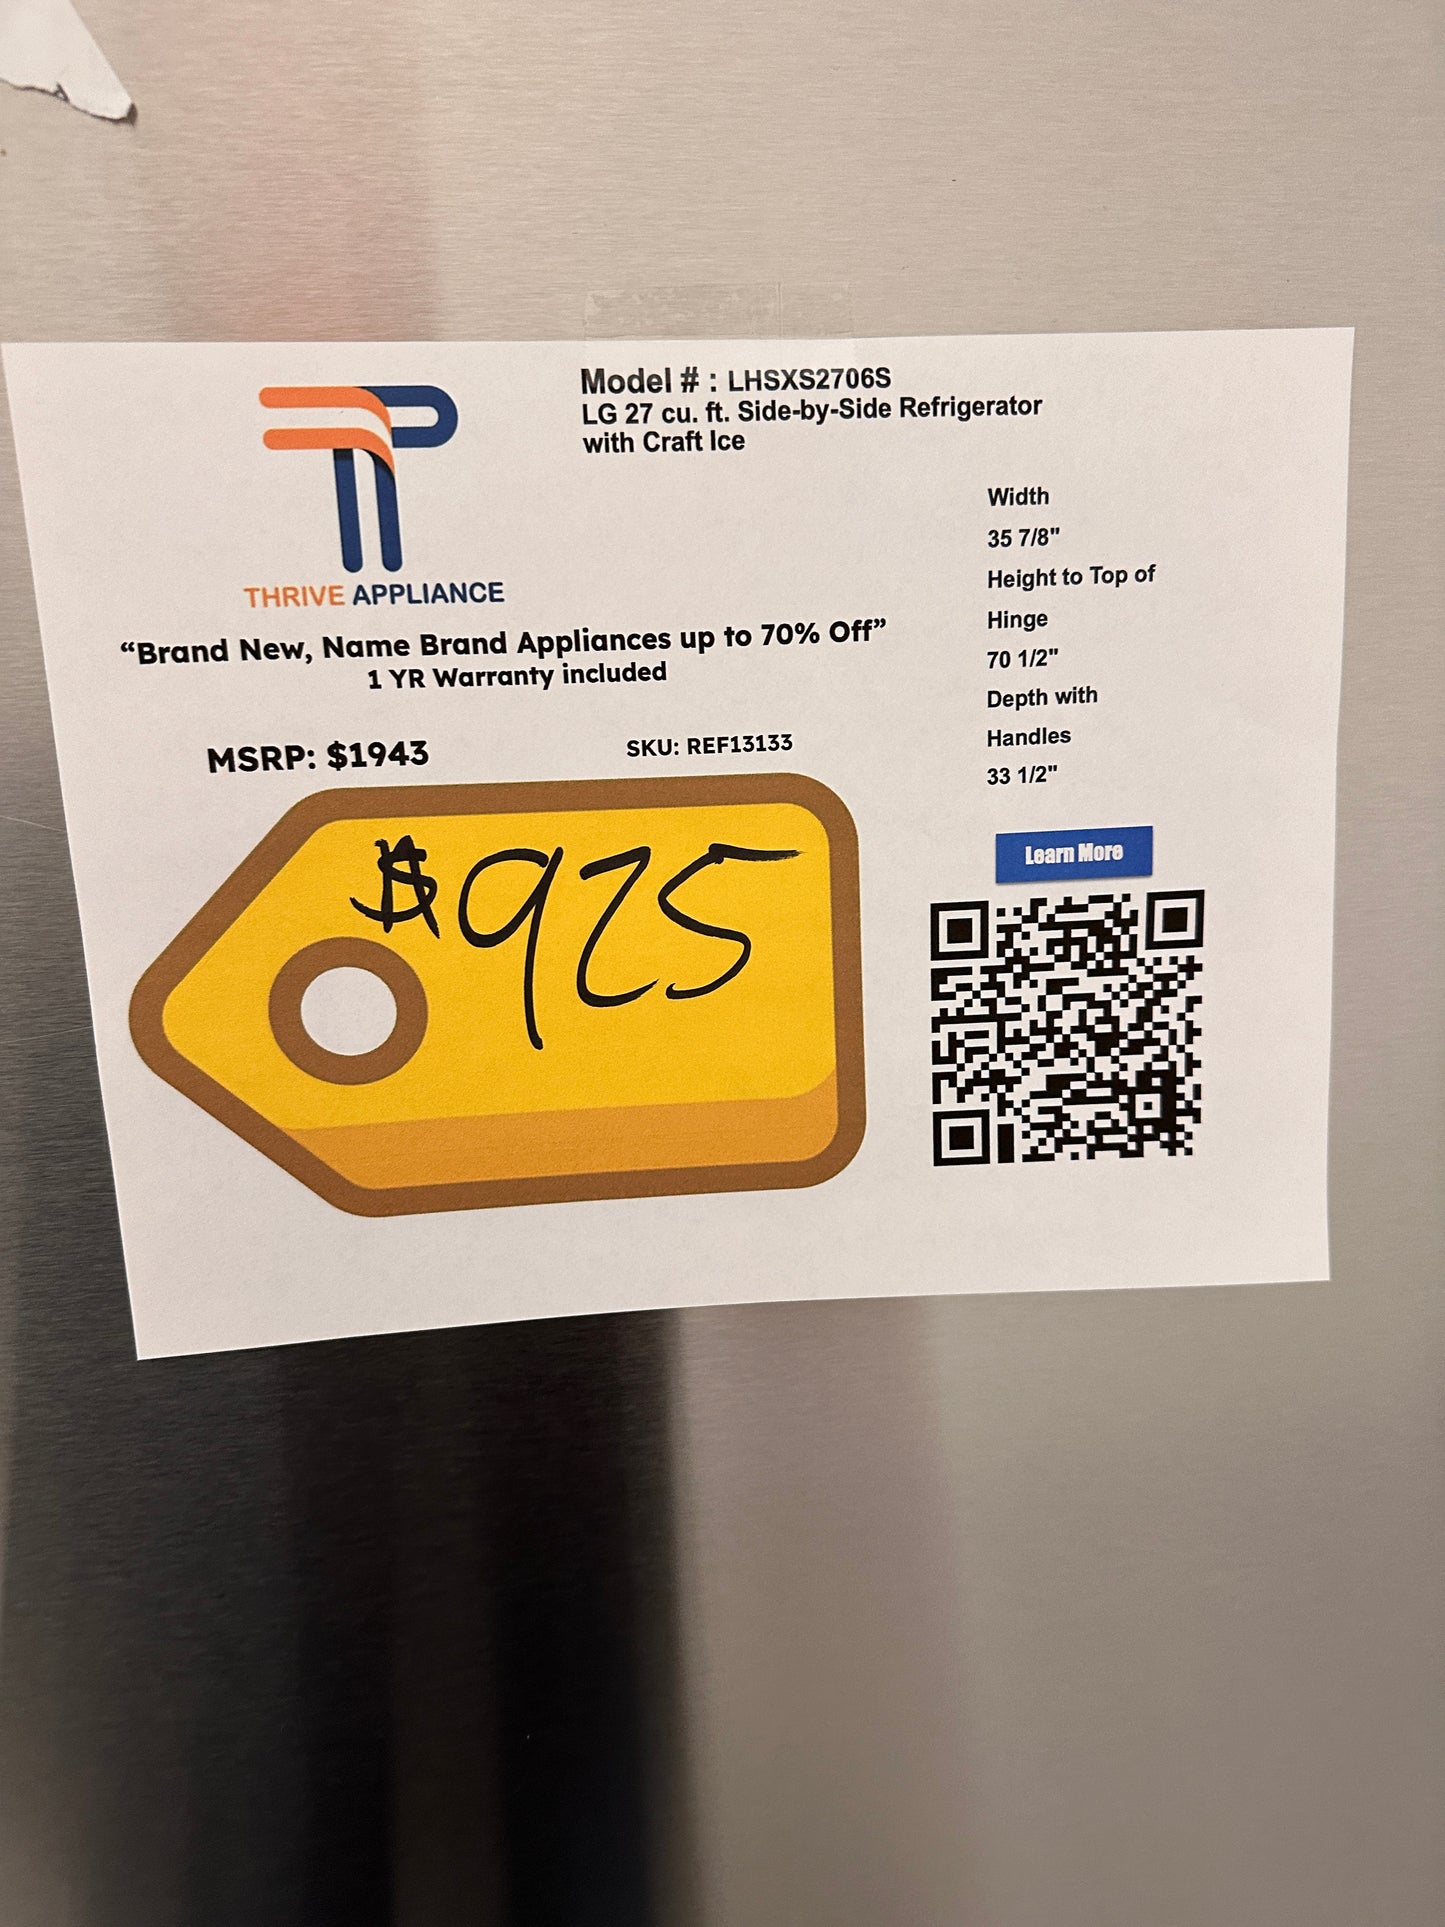 Model # : LHSXS2706S
LG 27 cu. ft. Side-by-Side Refrigerator
with Craft Ice
THRIVE APPLIANCE
“Brand New, Name Brand Appliances up to 70% Off”
1 YR Warranty included
MSRP: $1943
SKU: REF13133
$925
Width
35 7/8"
Height to Top of
Hinge
70 1/2"
Depth with
Handles
33 1/2"
Learn More